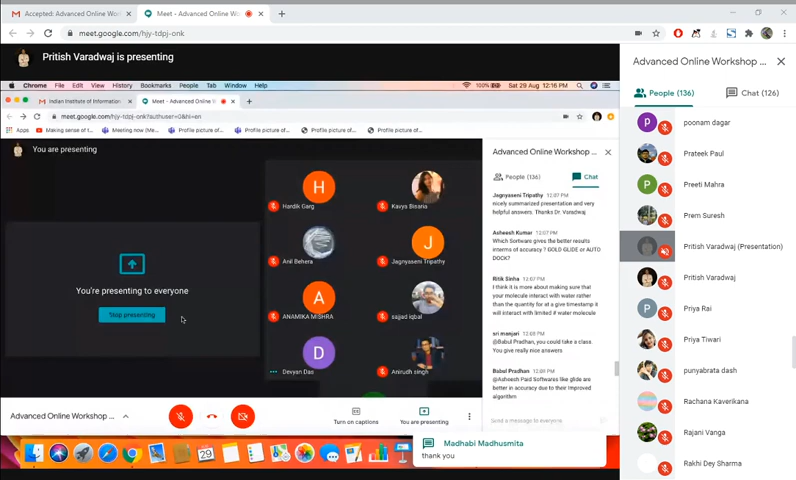 Accepted: Advanced Online Wor
Meet - Advanced Online W
meet.google.com/hjy-tdpj-onk
Pritish Varadwaj is presenting
Chrome File Edit View History Bookmarks People Tab Window Help
100% Sat 29 Aug 12:16 PM
Indian Institute of Information
Meet - Advanced Online W
meet.google.com/hjy-tdpj-onk?authuser=0&hl=en
Apps Making sense of t... Meeting now (Me... Profile picture of... Profile picture of... Profile picture of... Profile picture of...
You are presenting
You're presenting to everyone
Stop presenting
H
Hardik Garg
Kavya Bisaria
Anil Behera
J
Jagnyaseni Tripathy
A
ANAMIKA MISHRA
sajjad iqbal
D
Devyan Das
Anirudh singh
Advanced Online Workshop ...
People (136)
Chat
Jagnyaseni Tripathy 12:07 PM
nicely summarized presentation and very
helpful answers. Thanks Dr. Varadwaj
Asheesh Kumar 12:07 PM
Which Sortware gives the better results
interms of accuracy ? GOLD GLIDE or AUTO
DOCK?
Ritik Sinha 12:07 PM
I think it is more about making sure that
your molecule interact with water rather
than the quantity for at give timestamp it
will interact with limited # water molecule
sri manjari 12:08 PM
@Babul Pradhan, you could take a class.
You give really nice answers
Babul Pradhan 12:09 PM
@Asheesh Paid Softwares like glide are
better in accuracy due to their improved
algorithm
Send a message to everyone
Advanced Online Workshop ...
Turn on captions
You are presenting
29
Madhabi Madhusmita
thank you
Advanced Online Workshop ...
People (136)
Chat (126)
p
poonam dagar
Prateek Paul
P
Preeti Mahra
Prem Suresh
Pritish Varadwaj (Presentation)
Pritish Varadwaj
P
Priya Rai
Priya Tiwari
punyabrata dash
Rachana Kaverikana
Rajani Vanga
Rakhi Dey Sharma